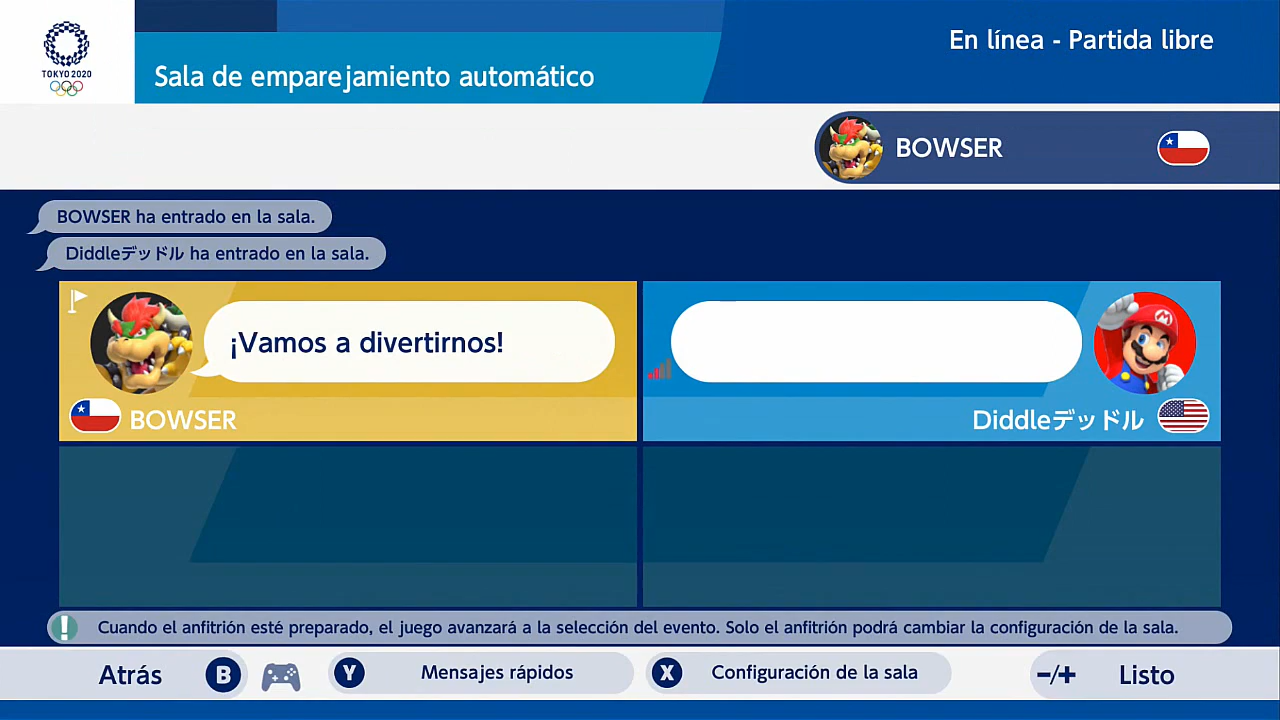 TOKYO 2020
Sala de emparejamiento automático
En línea - Partida libre
BOWSER
BOWSER ha entrado en la sala.
Diddleデッドル ha entrado en la sala.
¡Vamos a divertirnos!
BOWSER
Diddleデッドル
! Cuando el anfitrión esté preparado, el juego avanzará a la selección del evento. Solo el anfitrión podrá cambiar la configuración de la sala.
Atrás B Y Mensajes rápidos X Configuración de la sala -/+ Listo